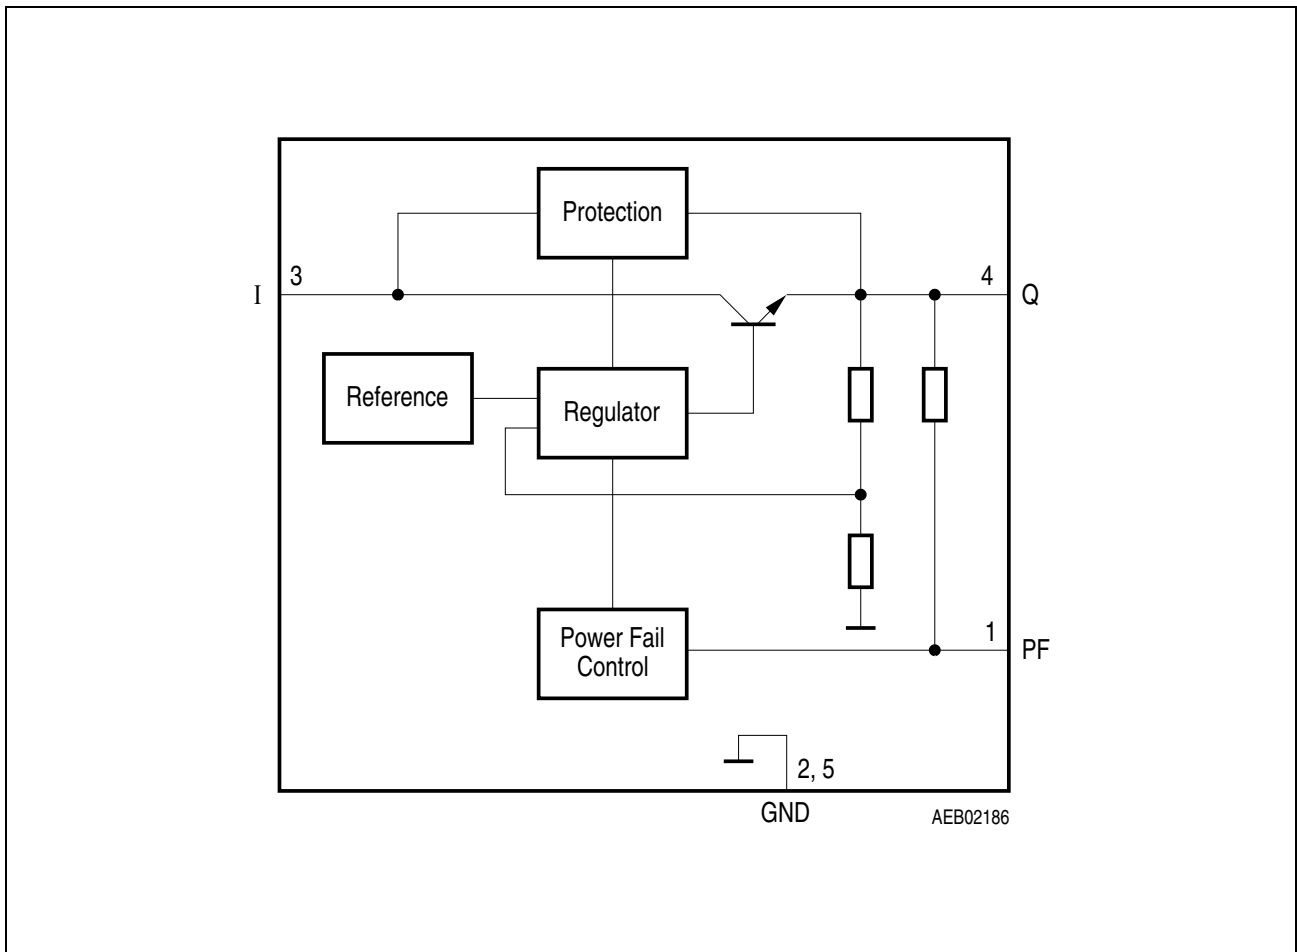 Protection
3
4
I
Q
Reference
Regulator
Power Fail
Control
1
PF
2, 5
GND
AEB02186